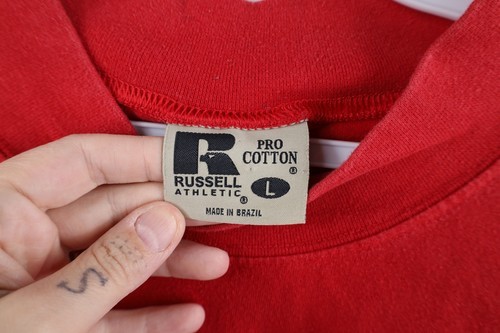 PRO
COTTON®
R
RUSSELL
ATHLETIC®
L
MADE IN BRAZIL